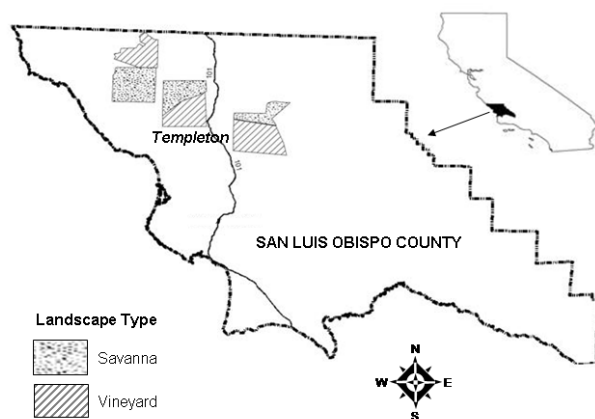 101
Templeton
101
SAN LUIS OBISPO COUNTY
Landscape Type
Savanna
Vineyard
N
W E
S